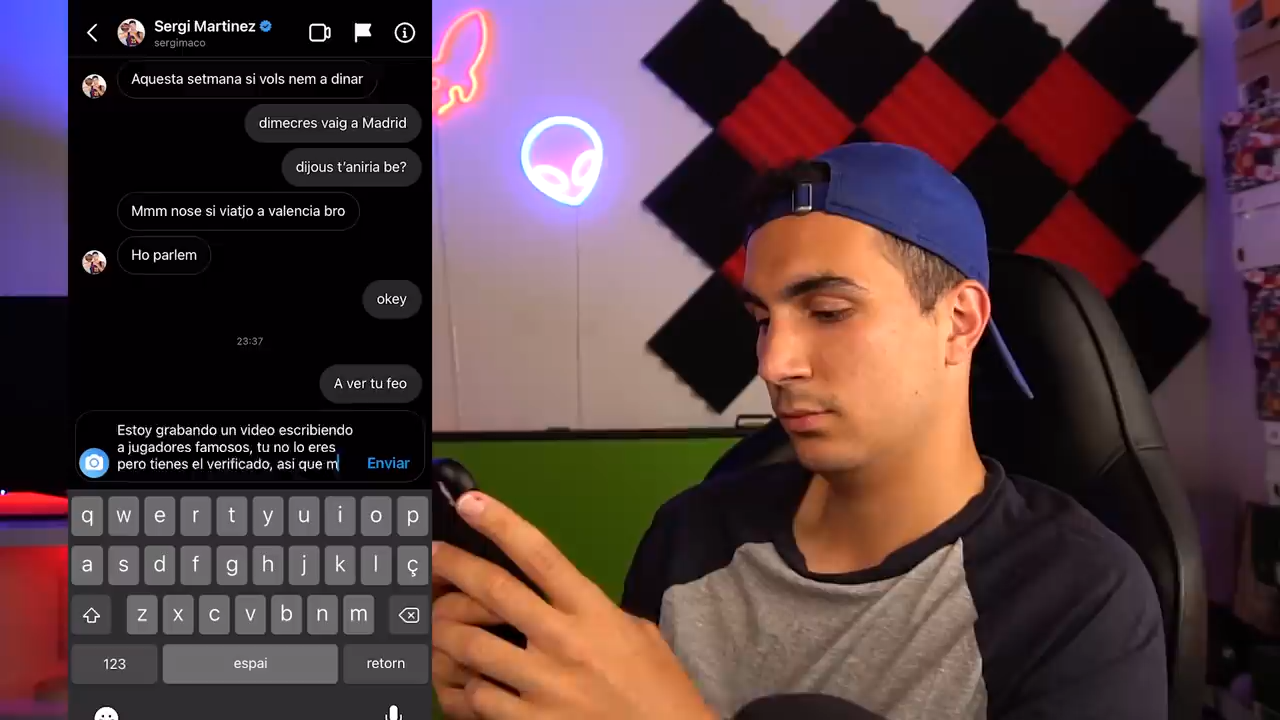 Sergi Martinez
sergimaco
Aquesta setmana si vols nem a dinar
dimecres vaig a Madrid
dijous t'aniria be?
Mmm nose si viatjo a valencia bro
Ho parlem
okey
23:37
A ver tu feo
Estoy grabando un video escribiendo
a jugadores famosos, tu no lo eres
pero tienes el verificado, asi que m
Enviar
q w e r t y u i o p
a s d f g h j k l ç
z x c v b n m
123 espai retorn